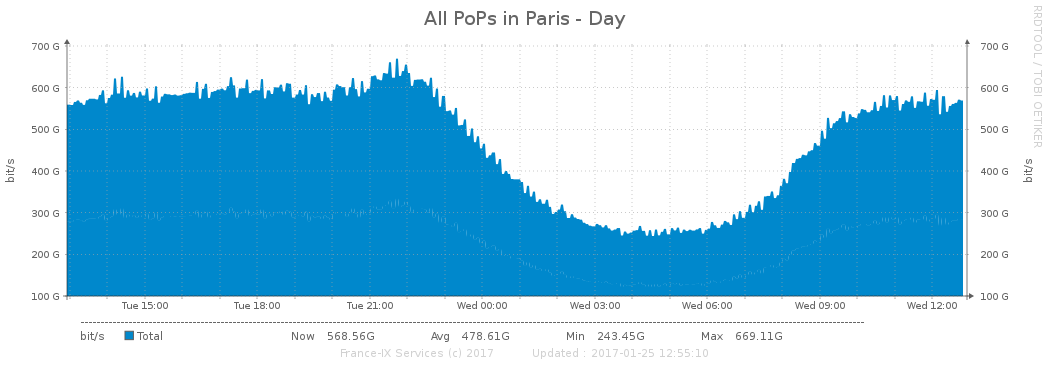 All PoPs in Paris - Day
RRDTOOL / TOBI OETIKER
bit/s
700 G
600 G
500 G
400 G
300 G
200 G
100 G
700 G
600 G
500 G
400 G
300 G
200 G
100 G
bit/s
Tue 15:00 Tue 18:00 Tue 21:00 Wed 00:00 Wed 03:00 Wed 06:00 Wed 09:00 Wed 12:00
bit/s Total Now 568.56G Avg 478.61G Min 243.45G Max 669.11G
France-IX Services (c) 2017 Updated : 2017-01-25 12:55:10